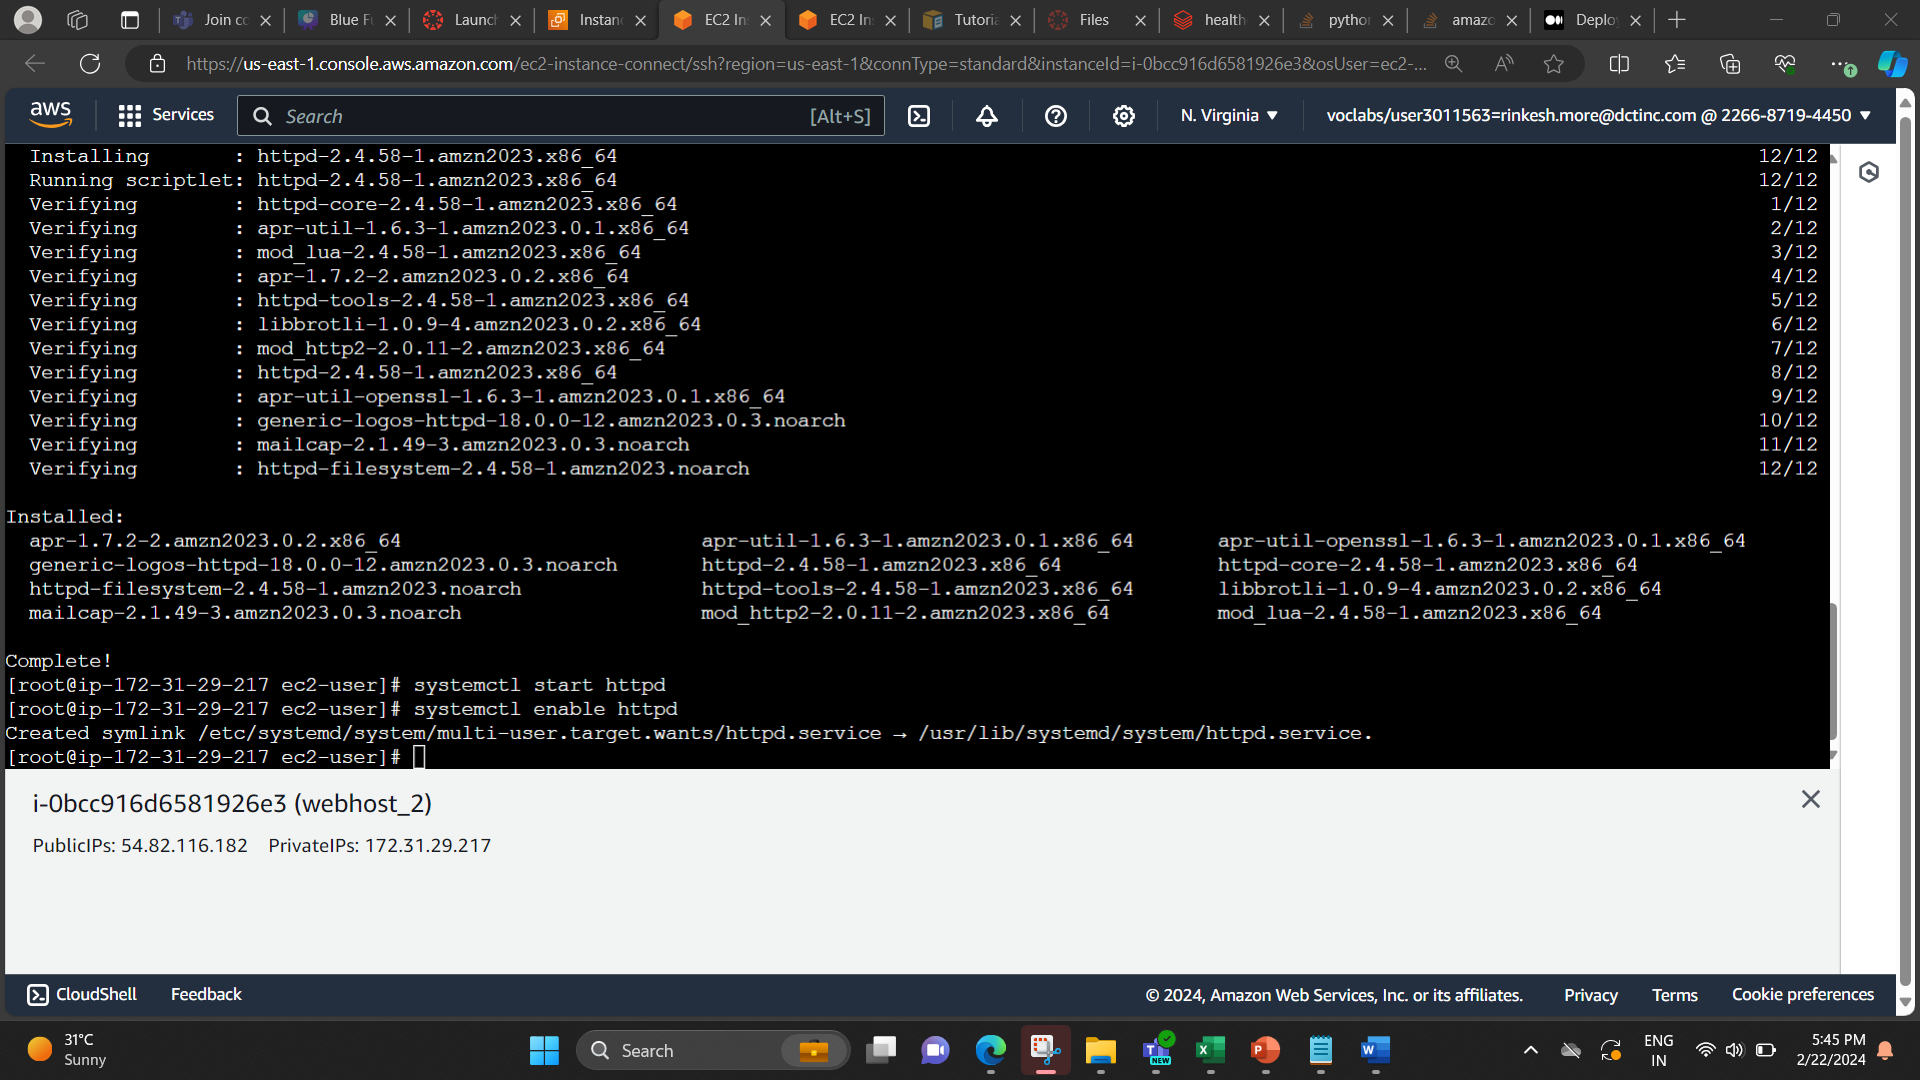 Join co
Blue Fu
Launch
Instanc
EC2 In
EC2 In
Tutoria
Files
health
python
amazo
Deploy
https://us-east-1.console.aws.amazon.com/ec2-instance-connect/ssh?region=us-east-1&connType=standard&instanceId=i-0bcc916d6581926e3&osUser=ec2-...
aws Services Search [Alt+S] N. Virginia voclabs/user3011563=rinkesh.more@dctinc.com @ 2266-8719-4450
Installing : httpd-2.4.58-1.amzn2023.x86_64 12/12
Running scriptlet: httpd-2.4.58-1.amzn2023.x86_64 12/12
Verifying : httpd-core-2.4.58-1.amzn2023.x86_64 1/12
Verifying : apr-util-1.6.3-1.amzn2023.0.1.x86_64 2/12
Verifying : mod_lua-2.4.58-1.amzn2023.x86_64 3/12
Verifying : apr-1.7.2-2.amzn2023.0.2.x86_64 4/12
Verifying : httpd-tools-2.4.58-1.amzn2023.x86_64 5/12
Verifying : libbrotli-1.0.9-4.amzn2023.0.2.x86_64 6/12
Verifying : mod_http2-2.0.11-2.amzn2023.x86_64 7/12
Verifying : httpd-2.4.58-1.amzn2023.x86_64 8/12
Verifying : apr-util-openssl-1.6.3-1.amzn2023.0.1.x86_64 9/12
Verifying : generic-logos-httpd-18.0.0-12.amzn2023.0.3.noarch 10/12
Verifying : mailcap-2.1.49-3.amzn2023.0.3.noarch 11/12
Verifying : httpd-filesystem-2.4.58-1.amzn2023.noarch 12/12
Installed:
apr-1.7.2-2.amzn2023.0.2.x86_64 apr-util-1.6.3-1.amzn2023.0.1.x86_64 apr-util-openssl-1.6.3-1.amzn2023.0.1.x86_64
generic-logos-httpd-18.0.0-12.amzn2023.0.3.noarch httpd-2.4.58-1.amzn2023.x86_64 httpd-core-2.4.58-1.amzn2023.x86_64
httpd-filesystem-2.4.58-1.amzn2023.noarch httpd-tools-2.4.58-1.amzn2023.x86_64 libbrotli-1.0.9-4.amzn2023.0.2.x86_64
mailcap-2.1.49-3.amzn2023.0.3.noarch mod_http2-2.0.11-2.amzn2023.x86_64 mod_lua-2.4.58-1.amzn2023.x86_64
Complete!
[root@ip-172-31-29-217 ec2-user]# systemctl start httpd
[root@ip-172-31-29-217 ec2-user]# systemctl enable httpd
Created symlink /etc/systemd/system/multi-user.target.wants/httpd.service → /usr/lib/systemd/system/httpd.service.
[root@ip-172-31-29-217 ec2-user]#
i-0bcc916d6581926e3 (webhost_2)
PublicIPs: 54.82.116.182 PrivateIPs: 172.31.29.217
CloudShell Feedback © 2024, Amazon Web Services, Inc. or its affiliates. Privacy Terms Cookie preferences
31°C
Sunny
Search
NEW
ENG
IN
5:45 PM
2/22/2024